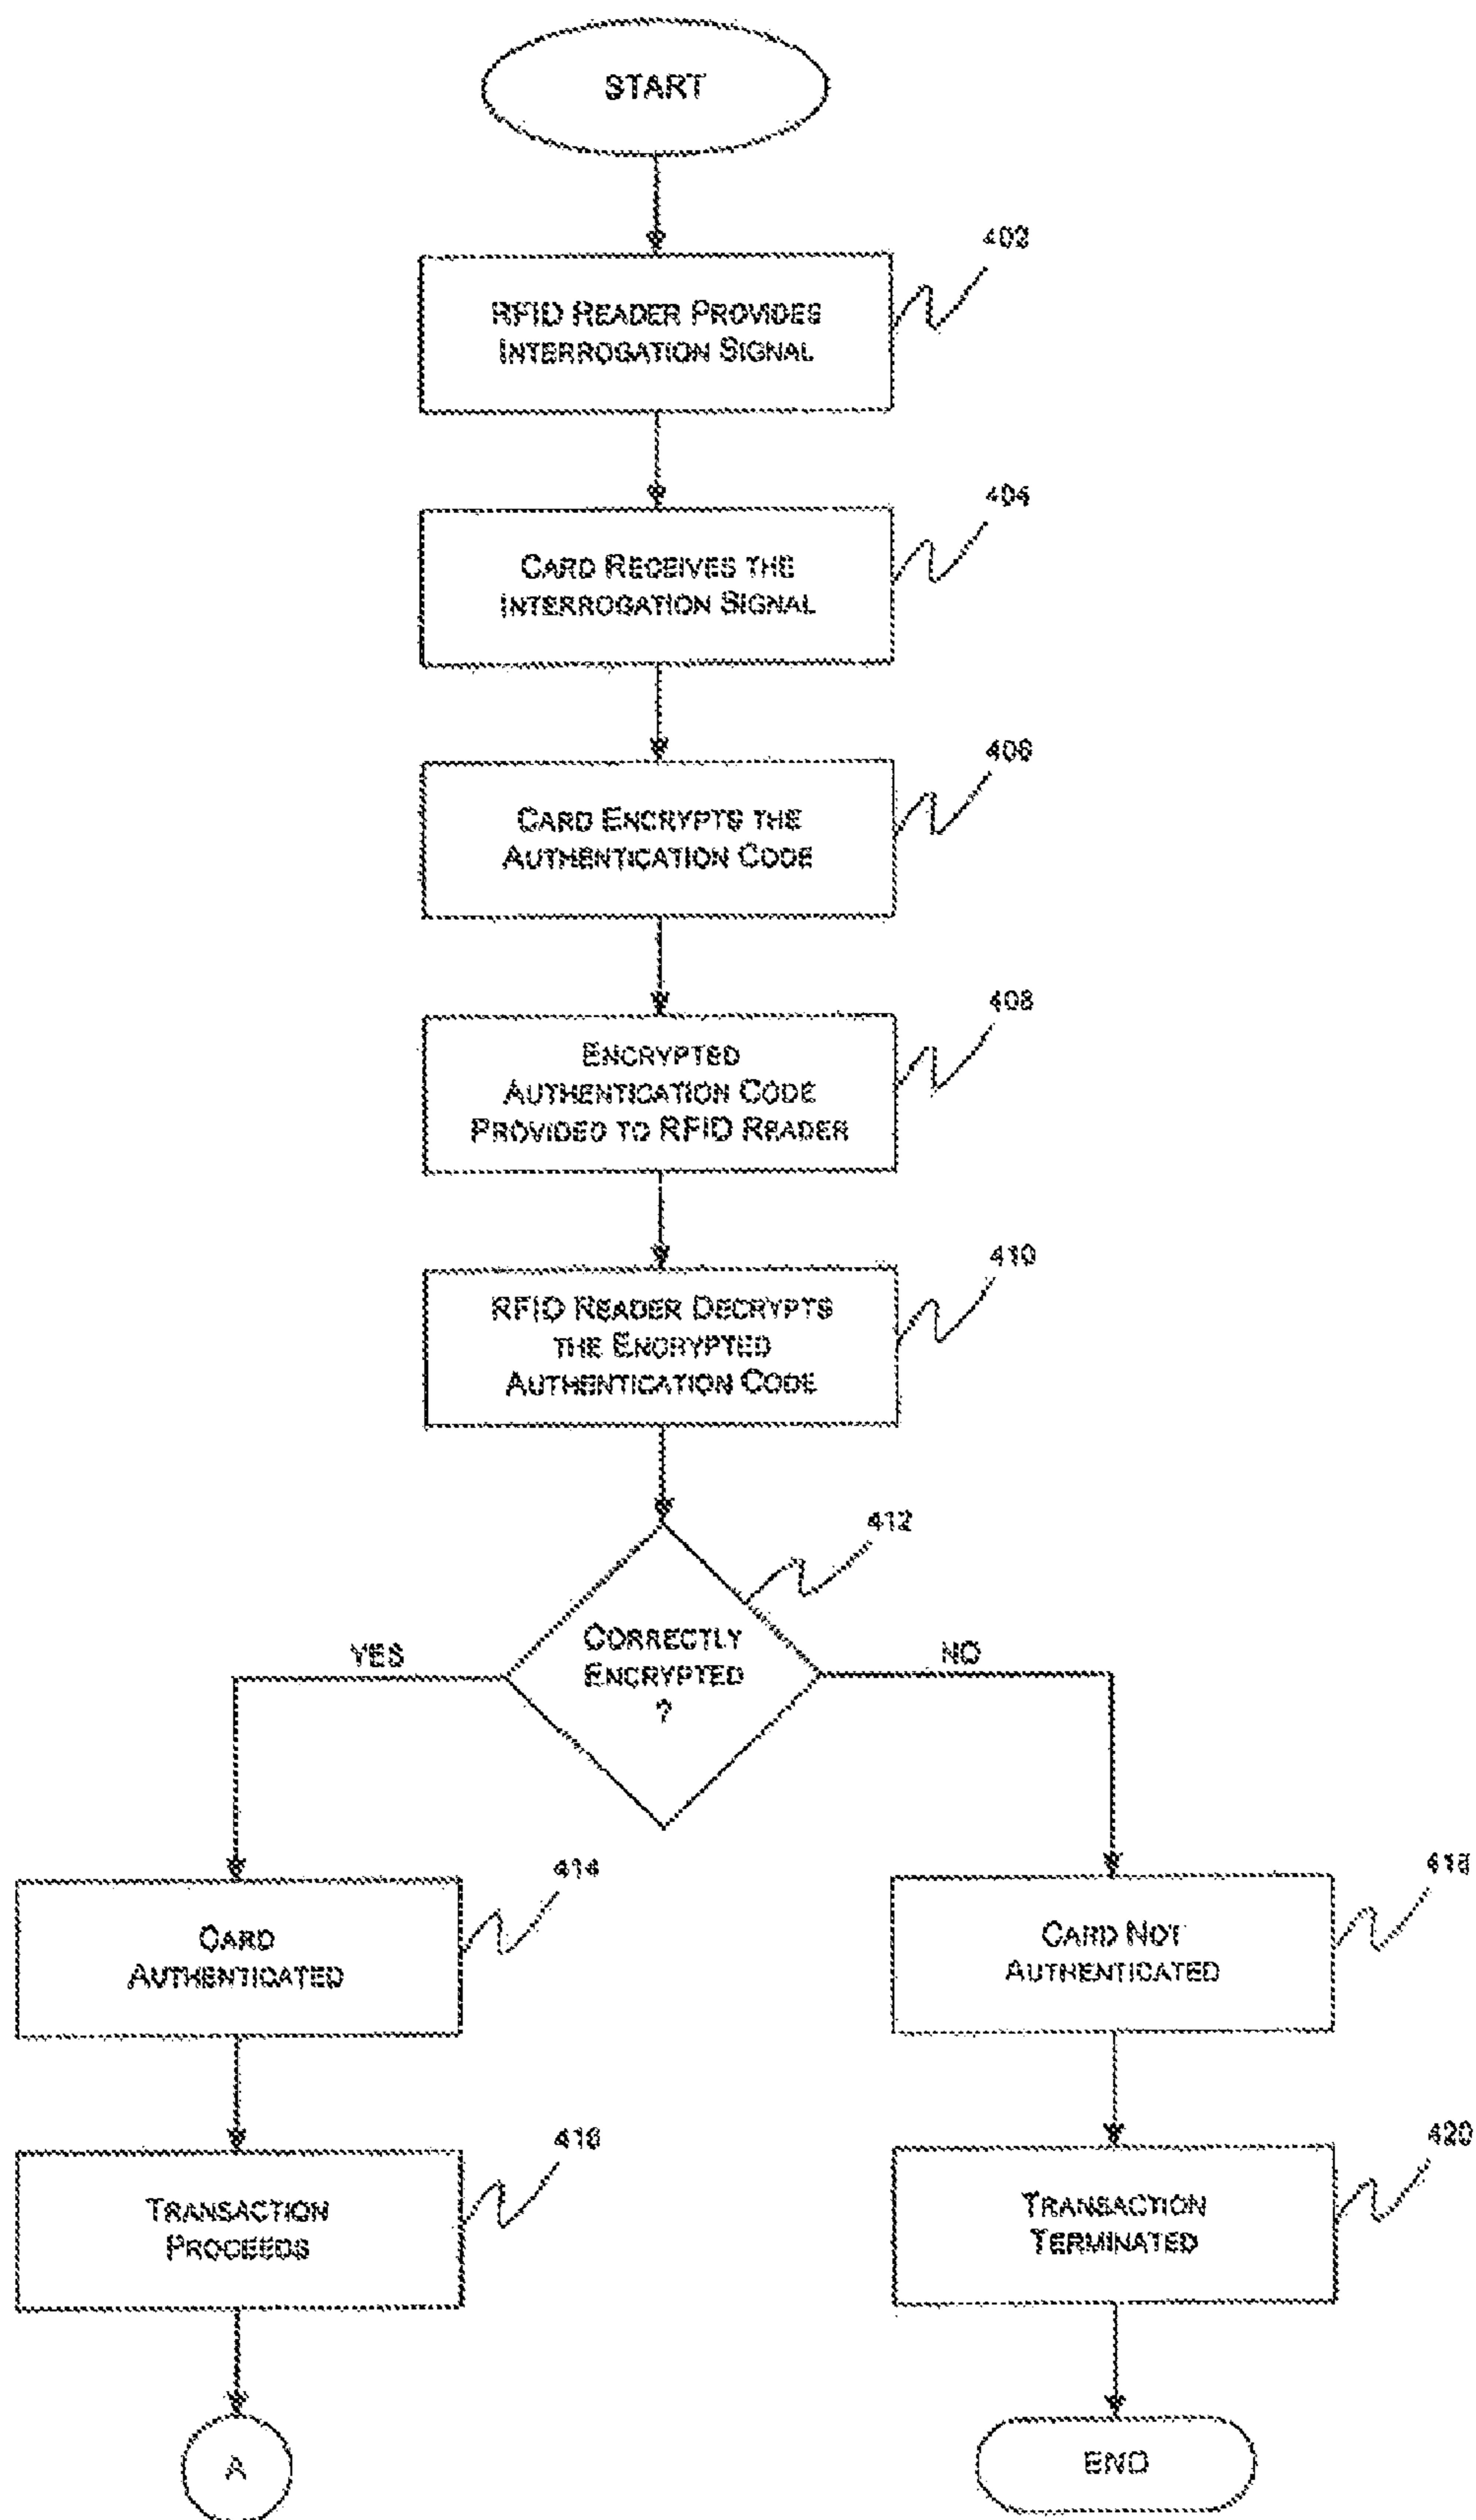 START
402
RFID READER PROVIDES
INTERROGATION SIGNAL
404
CARD RECEIVES THE
INTERROGATION SIGNAL
406
CARD ENCRYPTS THE
AUTHENTICATION CODE
408
ENCRYPTED
AUTHENTICATION CODE
PROVIDED TO RFID READER
410
RFID READER DECRYPTS
THE ENCRYPTED
AUTHENTICATION CODE
412
CORRECTLY
ENCRYPTED
?
YES
NO
414
CARD
AUTHENTICATED
CARD NOT
AUTHENTICATED
TRANSACTION
PROCEEDS
420
TRANSACTION
TERMINATED
A
END